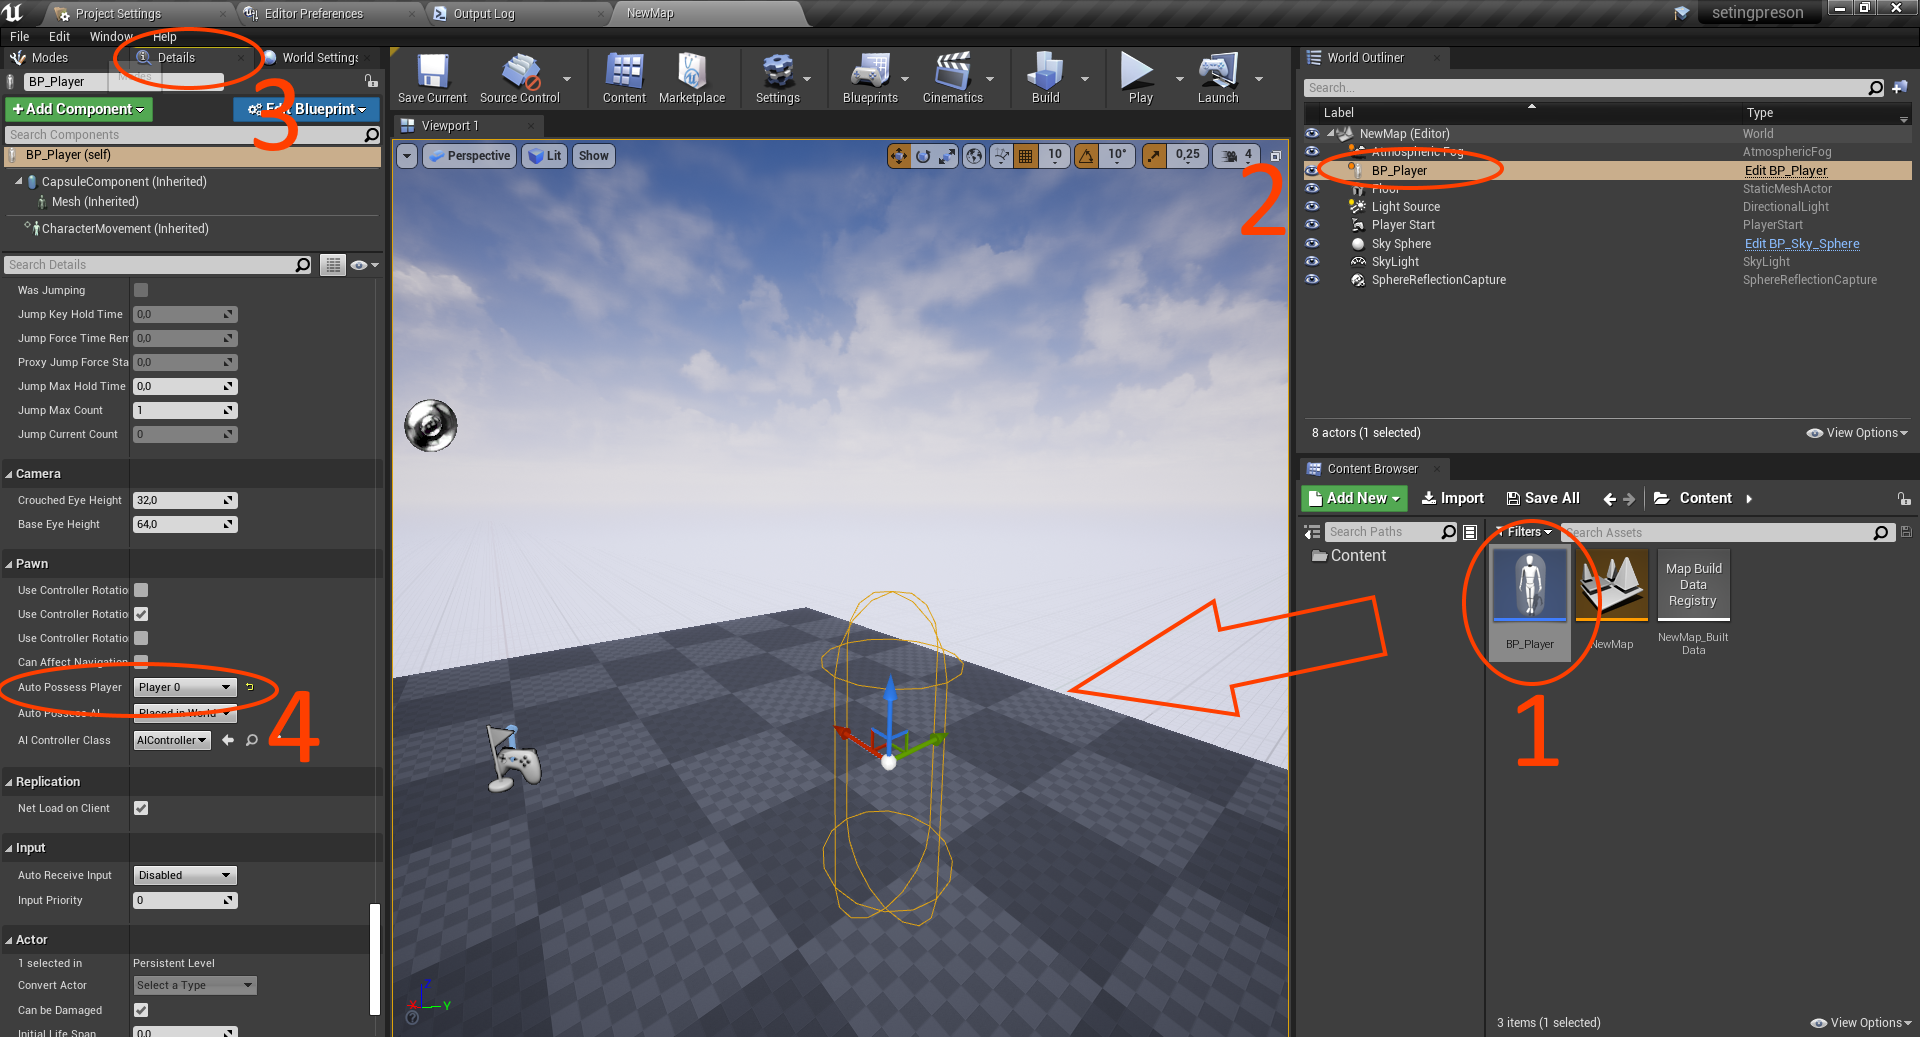 Project Settings
Editor Preferences
Output Log
NewMap
setingpreson
File Edit Window Help
Modes
Details
World Settings
BP_Player
Modes
Add Component
Edit Blueprint
3
Search Components
BP_Player (self)
CapsuleComponent (Inherited)
Mesh (Inherited)
CharacterMovement (Inherited)
Search Details
Was Jumping
Jump Key Hold Time 0,0
Jump Force Time Rem 0,0
Proxy Jump Force Sta 0,0
Jump Max Hold Time 0,0
Jump Max Count 1
Jump Current Count 0
Camera
Crouched Eye Height 32,0
Base Eye Height 64,0
Pawn
Use Controller Rotatio
Use Controller Rotatio
Use Controller Rotatio
Can Affect Navigation
Auto Possess Player Player 0
Auto Possess AI Placed in World
AI Controller Class AIController
4
Replication
Net Load on Client
Input
Auto Receive Input Disabled
Input Priority 0
Actor
1 selected in Persistent Level
Convert Actor Select a Type
Can be Damaged
Initial Life Span 0,0
Save Current
Source Control
Content
Marketplace
Settings
Blueprints
Cinematics
Build
Play
Launch
Viewport 1
Perspective
Lit
Show
10
10°
0,25
4
2
X
Y
Z
World Outliner
Search...
Label Type
NewMap (Editor) World
Atmospheric Fog AtmosphericFog
BP_Player Edit BP_Player
Floor StaticMeshActor
Light Source DirectionalLight
Player Start PlayerStart
Sky Sphere Edit BP_Sky_Sphere
SkyLight SkyLight
SphereReflectionCapture SphereReflectionCapture
8 actors (1 selected)
View Options
Content Browser
Add New
Import
Save All
Content
Search Paths
Filters
Search Assets
Content
Map Build
Data
Registry
BP_Player
NewMap
NewMap_Built
Data
1
3 items (1 selected)
View Options